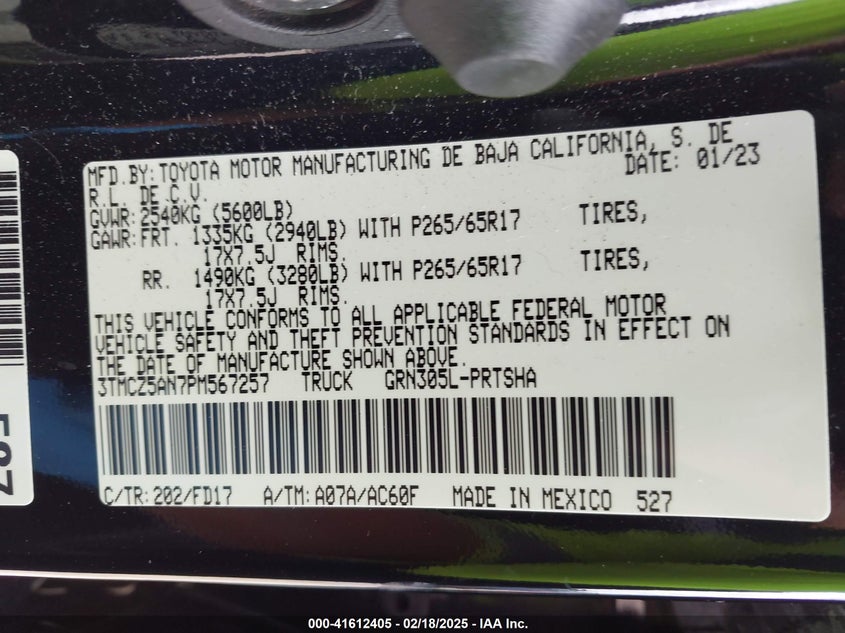 MFD.BY:TOYOTA MOTOR MANUFACTURING DE BAJA CALIFORNIA, S. DE
R.L. DE C.V. DATE: 01/23
GVWR:2540KG (5600LB)
GAWR:FRT. 1335KG (2940LB) WITH P265/65R17 TIRES,
17X7.5J RIMS.
RR. 1490KG (3280LB) WITH P265/65R17 TIRES,
17X7.5J RIMS.
THIS VEHICLE CONFORMS TO ALL APPLICABLE FEDERAL MOTOR
VEHICLE SAFETY AND THEFT PREVENTION STANDARDS IN EFFECT ON
THE DATE OF MANUFACTURE SHOWN ABOVE.
3TMCZ5AN7PM567257 TRUCK GRN305L-PRTSHA
C/TR:202/FD17 A/TM:A07A/AC60F MADE IN MEXICO 527
527
000-41612405 - 02/18/2025 - IAA Inc.